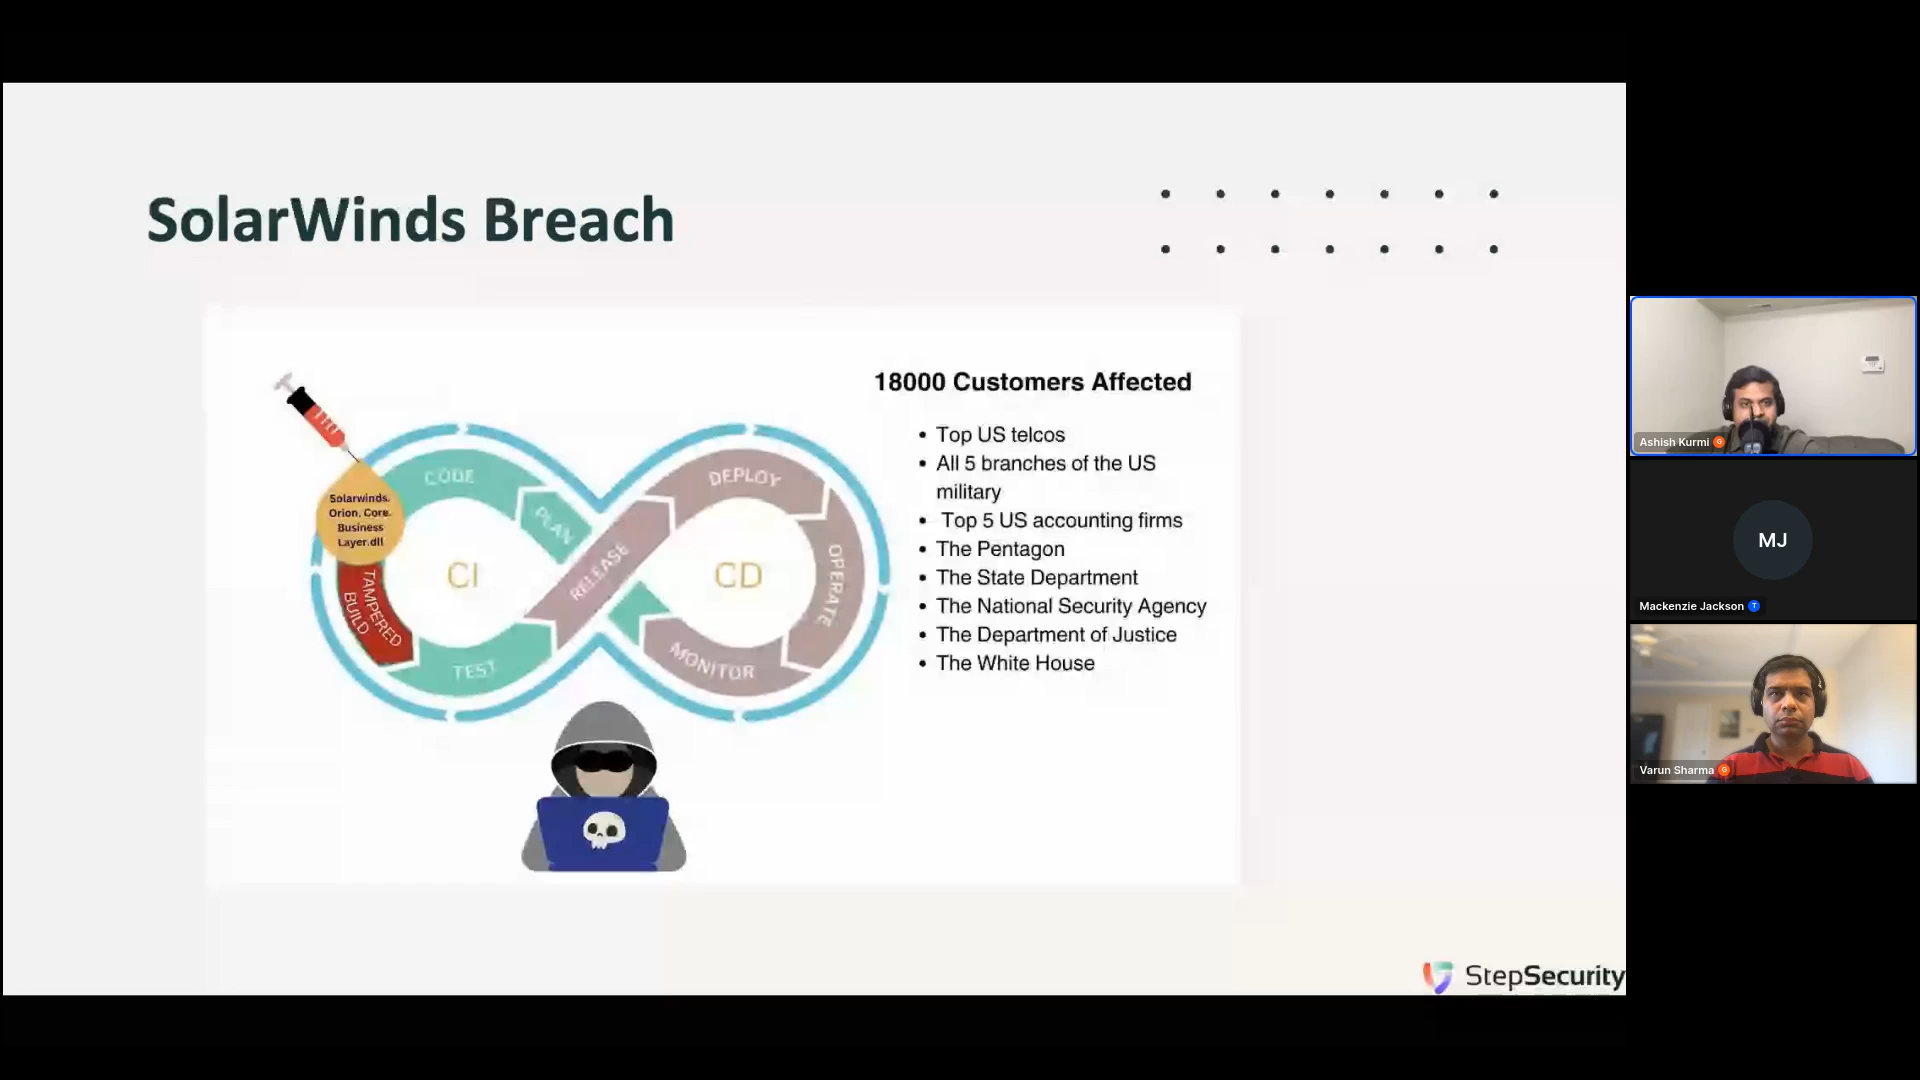 SolarWinds Breach
18000 Customers Affected
• Top US telcos
• All 5 branches of the US
military
• Top 5 US accounting firms
• The Pentagon
• The State Department
• The National Security Agency
• The Department of Justice
• The White House
Solarwinds.
Orion. Core.
Business
Layer.dll
CODE
PLAN
TAMPERED
BUILD
TEST
CI
RELEASE
DEPLOY
OPERATE
MONITOR
CD
StepSecurity
Ashish Kurmi G
MJ
Mackenzie Jackson T
Varun Sharma G